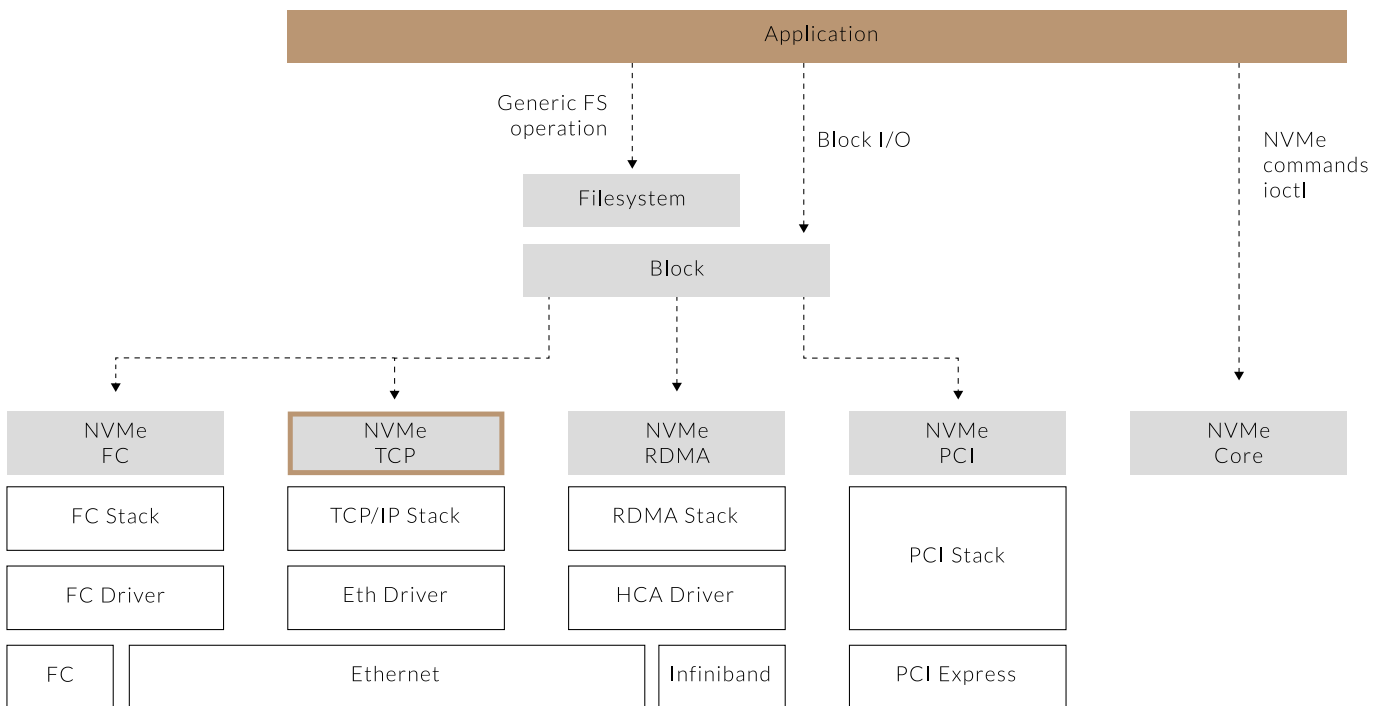 Application
Generic FS
operation
Block I/O
NVMe
commands
ioctl
Filesystem
Block
NVMe
FC
NVMe
TCP
NVMe
RDMA
NVMe
PCI
NVMe
Core
FC Stack
TCP/IP Stack
RDMA Stack
PCI Stack
FC Driver
Eth Driver
HCA Driver
FC
Ethernet
Infiniband
PCI Express